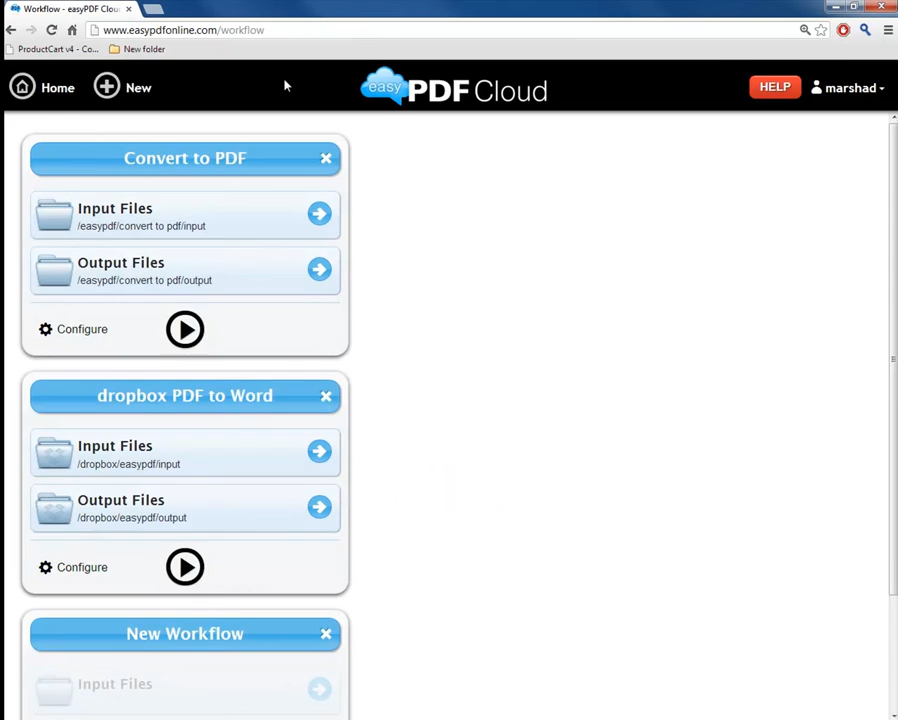 Workflow - easyPDF Clou
www.easypdfonline.com/workflow
ProductCart v4 - Co...
New folder
Home
New
easy PDF Cloud
HELP
marshad
Convert to PDF
Input Files
/easypdf/convert to pdf/input
Output Files
/easypdf/convert to pdf/output
Configure
dropbox PDF to Word
Input Files
/dropbox/easypdf/input
Output Files
/dropbox/easypdf/output
Configure
New Workflow
Input Files